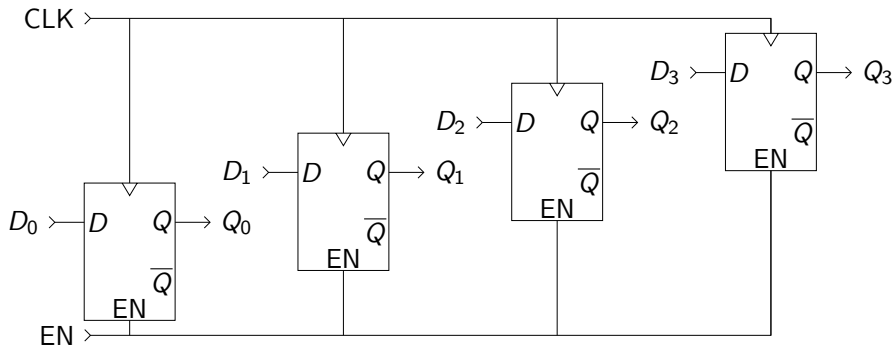 CLK
D₃ D Q Q₃
Q̅
EN
D₂ D Q Q₂
Q̅
EN
D₁ D Q Q₁
Q̅
EN
D₀ D Q Q₀
Q̅
EN
EN